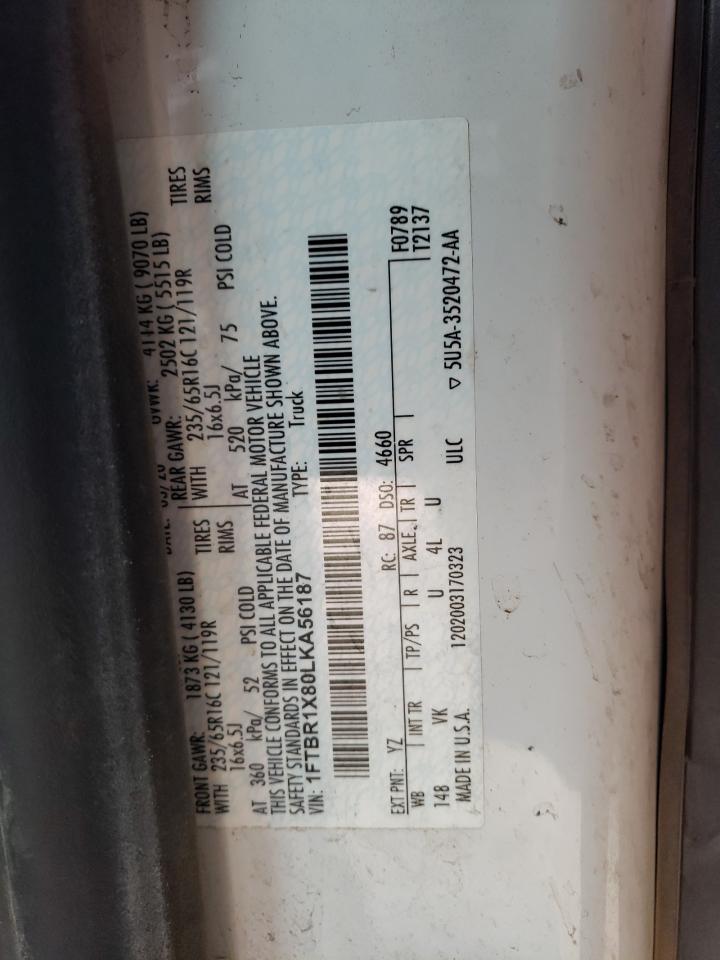 GVWR: 4114 KG ( 9070 LB)
FRONT GAWR: 1873 KG ( 4130 LB) REAR GAWR: 2502 KG ( 5515 LB)
WITH 235/65R16C 121/119R TIRES WITH 235/65R16C 121/119R TIRES
16x6.5J RIMS 16x6.5J RIMS
AT 360 kPa/ 52 PSI COLD AT 520 kPa/ 75 PSI COLD
THIS VEHICLE CONFORMS TO ALL APPLICABLE FEDERAL MOTOR VEHICLE
SAFETY STANDARDS IN EFFECT ON THE DATE OF MANUFACTURE SHOWN ABOVE.
VIN: 1FTBR1X80LKA56187 TYPE: Truck
EXT PNT: YZ RC: 87 DSO: 4660 F0789
WB INT TR TP/PS R AXLE TR SPR T2137
148 VK U 4L U
MADE IN U.S.A. 1202003170323 ULC ▽ 5U5A-3520472-AA